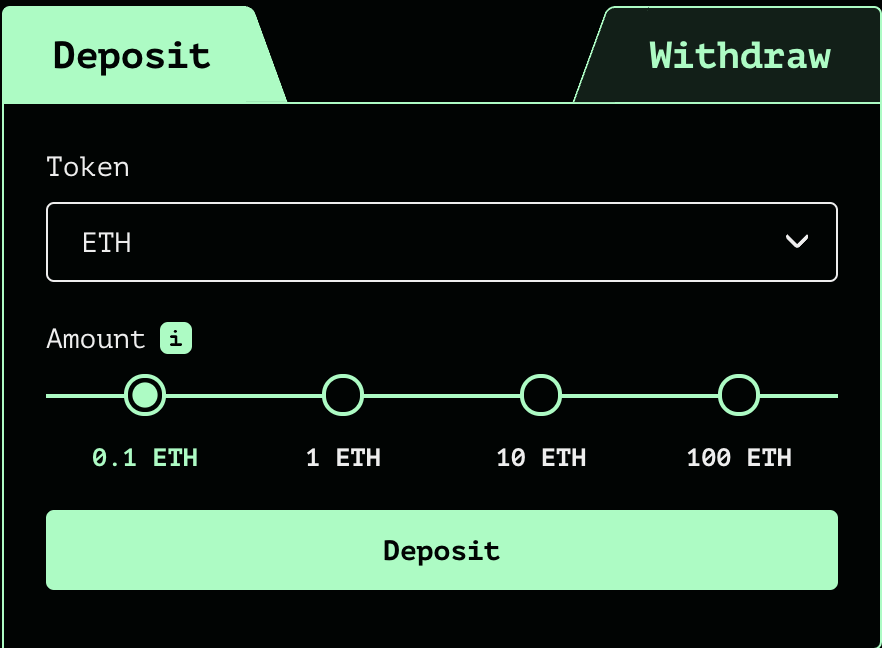 Deposit
Withdraw
Token
ETH
Amount i
0.1 ETH
1 ETH
10 ETH
100 ETH
Deposit